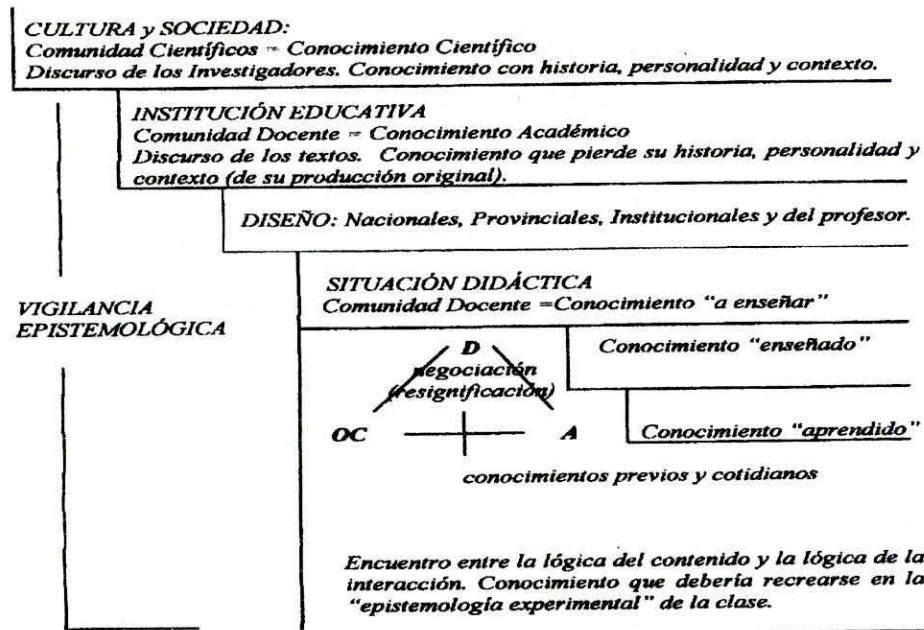 CULTURA y SOCIEDAD:
Comunidad Científicos = Conocimiento Científico
Discurso de los Investigadores. Conocimiento con historia, personalidad y contexto.
INSTITUCIÓN EDUCATIVA
Comunidad Docente = Conocimiento Académico
Discurso de los textos. Conocimiento que pierde su historia, personalidad y
contexto (de su producción original).
DISEÑO: Nacionales, Provinciales, Institucionales y del profesor.
SITUACIÓN DIDÁCTICA
Comunidad Docente =Conocimiento "a enseñar"
VIGILANCIA
EPISTEMOLÓGICA
Conocimiento "enseñado"
D
negociación
(resignificación)
OC
A
Conocimiento "aprendido"
conocimientos previos y cotidianos
Encuentro entre la lógica del contenido y la lógica de la
interacción. Conocimiento que debería recrearse en la
"epistemología experimental" de la clase.